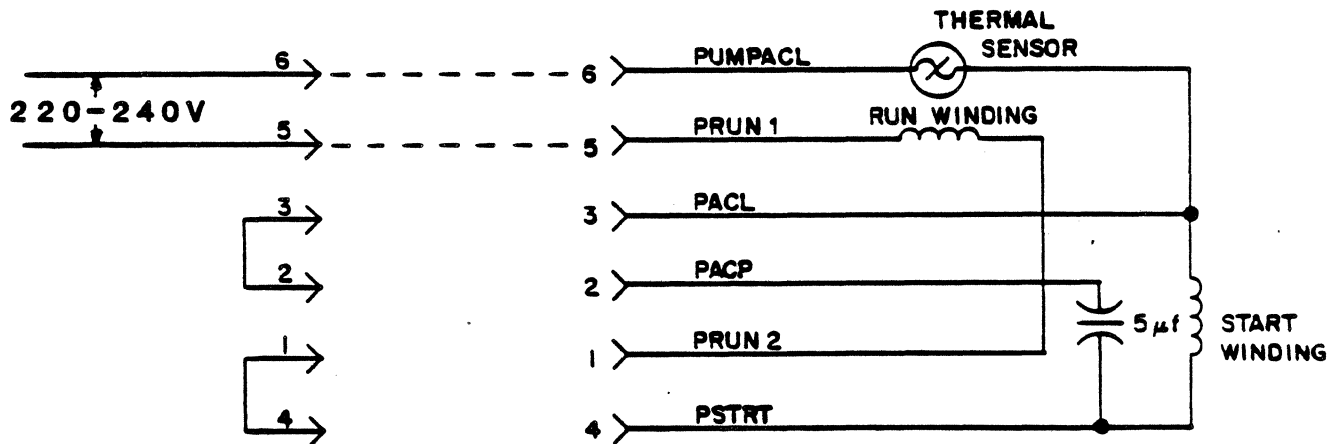 THERMAL
SENSOR
6
6
PUMPACL
220-240V
RUN WINDING
5
5
PRUN 1
3
3
PACL
2
2
PACP
5 µf
START
WINDING
1
1
PRUN 2
4
4
PSTRT